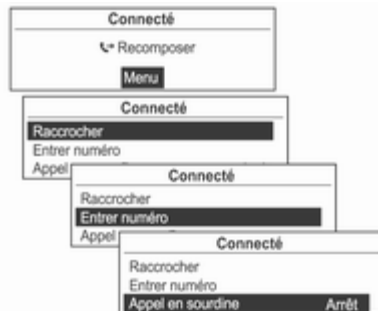 Connecté
Recomposer
Menu
Connecté
Raccrocher
Entrer numéro
Appel
Connecté
Raccrocher
Entrer numéro
Appel
Connecté
Raccrocher
Entrer numéro
Appel en sourdine Arrêt